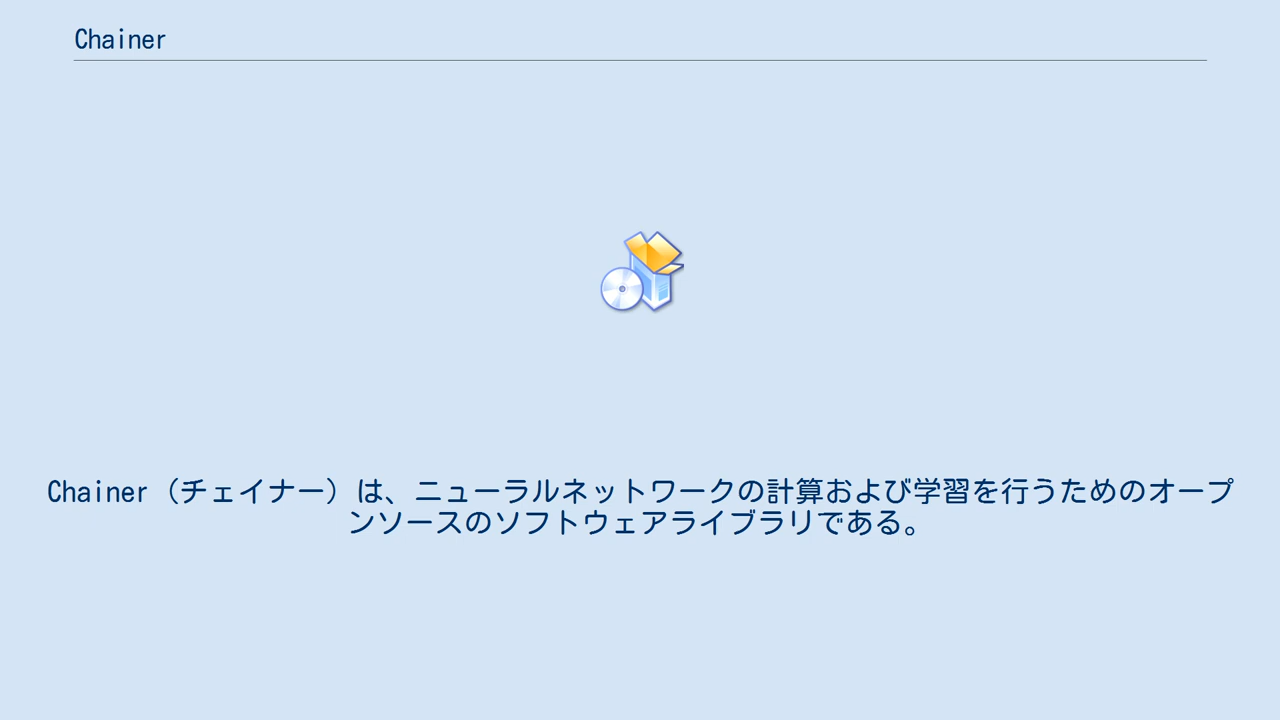 Chainer
Chainer（チェイナー）は、ニューラルネットワークの計算および学習を行うためのオープ
ンソースのソフトウェアライブラリである。